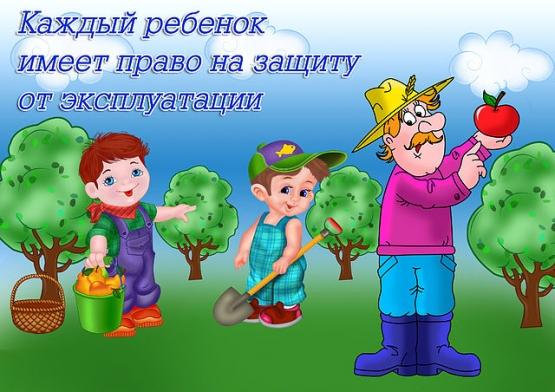 Каждый ребенок
имеет право на защиту
от эксплуатации